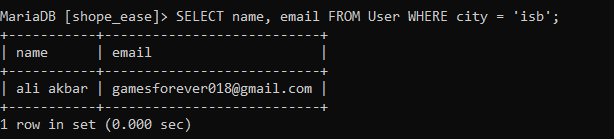 MariaDB [shope_ease]> SELECT name, email FROM User WHERE city = 'isb';
+-----------+---------------------------+
| name      | email                     |
+-----------+---------------------------+
| ali akbar | gamesforever018@gmail.com |
+-----------+---------------------------+
1 row in set (0.000 sec)